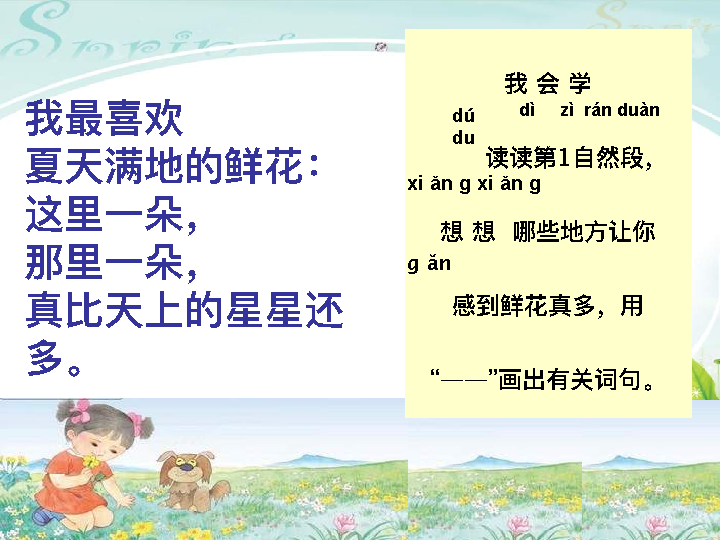 Spring
我最喜欢
夏天满地的鲜花：
这里一朵，
那里一朵，
真比天上的星星还
多。
我 会 学
dú dì zì rán duàn
du
读读第1自然段，
xi ǎn g xi ǎn g
想 想 哪些地方让你
g ǎn
感到鲜花真多，用
“——”画出有关词句。